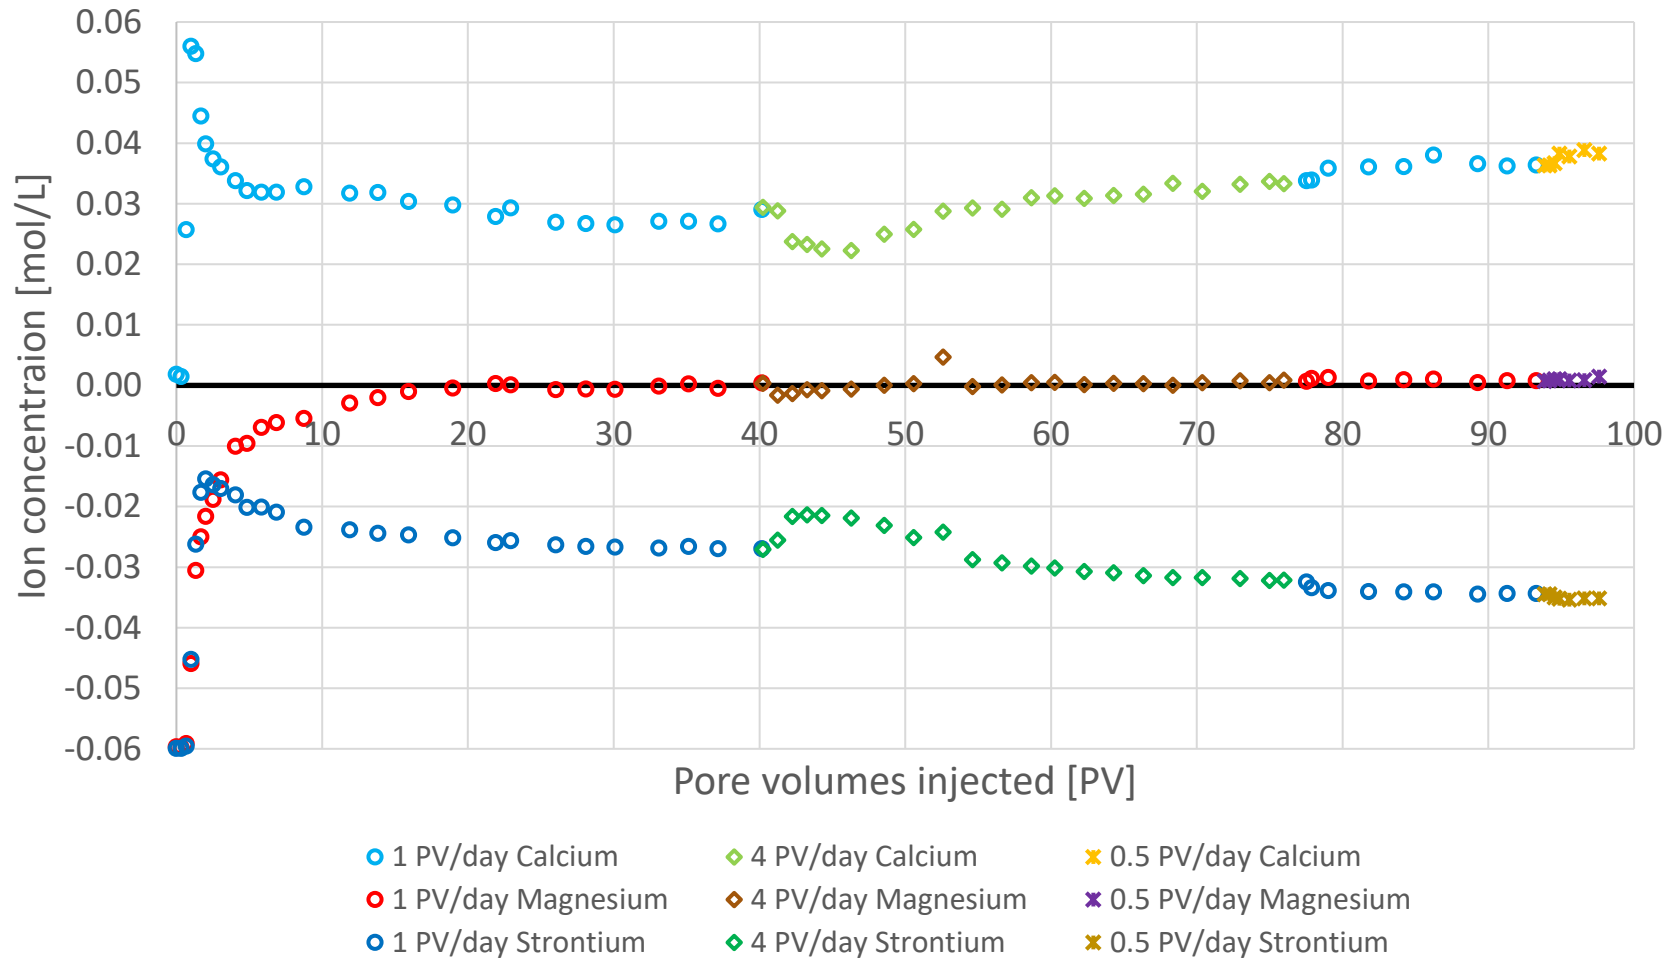 0.06
0.05
0.04
0.03
0.02
0.01
0.00
-0.01
-0.02
-0.03
-0.04
-0.05
-0.06
Ion concentraion [mol/L]
0 10 20 30 40 50 60 70 80 90 100
Pore volumes injected [PV]
1 PV/day Calcium 4 PV/day Calcium 0.5 PV/day Calcium
1 PV/day Magnesium 4 PV/day Magnesium 0.5 PV/day Magnesium
1 PV/day Strontium 4 PV/day Strontium 0.5 PV/day Strontium